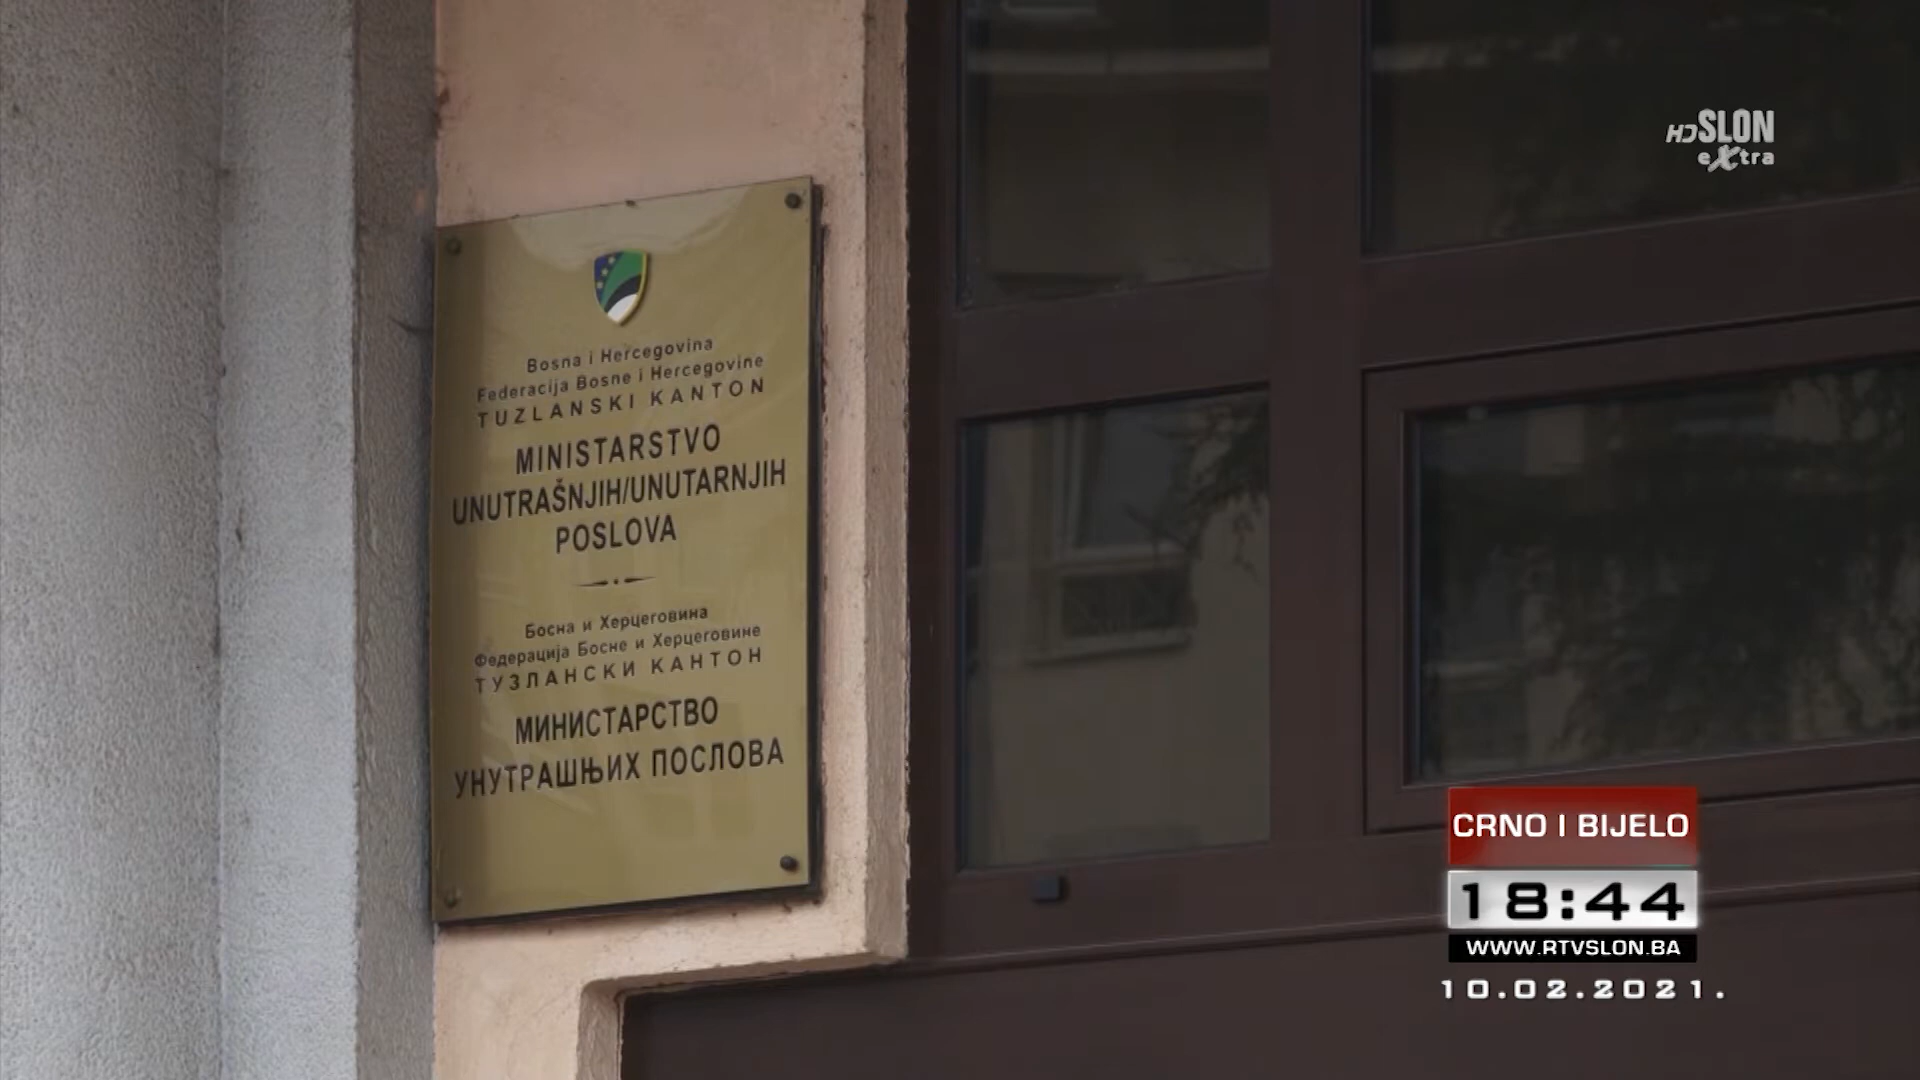 HD SLON
eXtra
Bosna i Hercegovina
Federacija Bosne i Hercegovine
TUZLANSKI KANTON
MINISTARSTVO
UNUTRAŠNJIH/UNUTARNJIH
POSLOVA
Босна и Херцеговина
Федерација Босне и Херцеговине
ТУЗЛАНСКИ КАНТОН
МИНИСТАРСТВО
УНУТРАШЊИХ ПОСЛОВА
CRNO I BIJELO
18:44
WWW.RTVSLON.BA
10.02.2021.